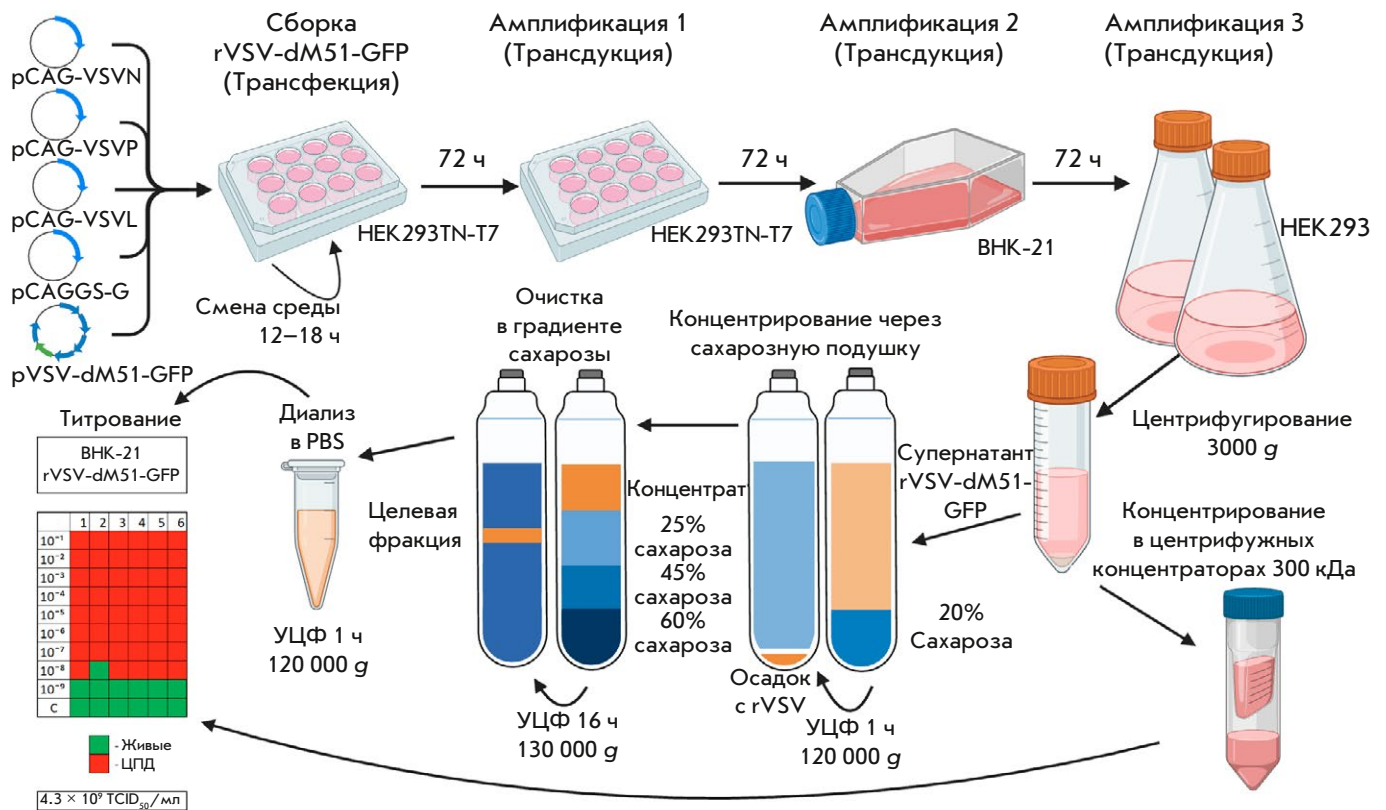 Сборка
rVSV-dM51-GFP
(Трансфекция)
Амплификация 1
(Трансдукция)
Амплификация 2
(Трансдукция)
Амплификация 3
(Трансдукция)
pCAG-VSVN
pCAG-VSVP
pCAG-VSVL
pCAGGS-G
pVSV-dM51-GFP
72 ч
72 ч
72 ч
HEK293TN-T7
HEK293TN-T7
BHK-21
HEK293
Смена среды
12–18 ч
Центрифугирование
3000 g
Супернатант
rVSV-dM51-
GFP
Концентрирование
в центрифужных
концентраторах 300 кДа
Концентрирование через
сахарозную подушку
20%
Сахароза
Осадок
с rVSV
УЦФ 1 ч
120 000 g
Очистка
в градиенте
сахарозы
Концентрат
25%
сахароза
45%
сахароза
60%
сахароза
УЦФ 16 ч
130 000 g
Целевая
фракция
Диализ
в PBS
УЦФ 1 ч
120 000 g
Титрование
BHK-21
rVSV-dM51-GFP
1 2 3 4 5 6
10⁻¹
10⁻²
10⁻³
10⁻⁴
10⁻⁵
10⁻⁶
10⁻⁷
10⁻⁸
10⁻⁹
C
- Живые
- ЦПД
4.3 × 10⁹ TCID₅₀/мл